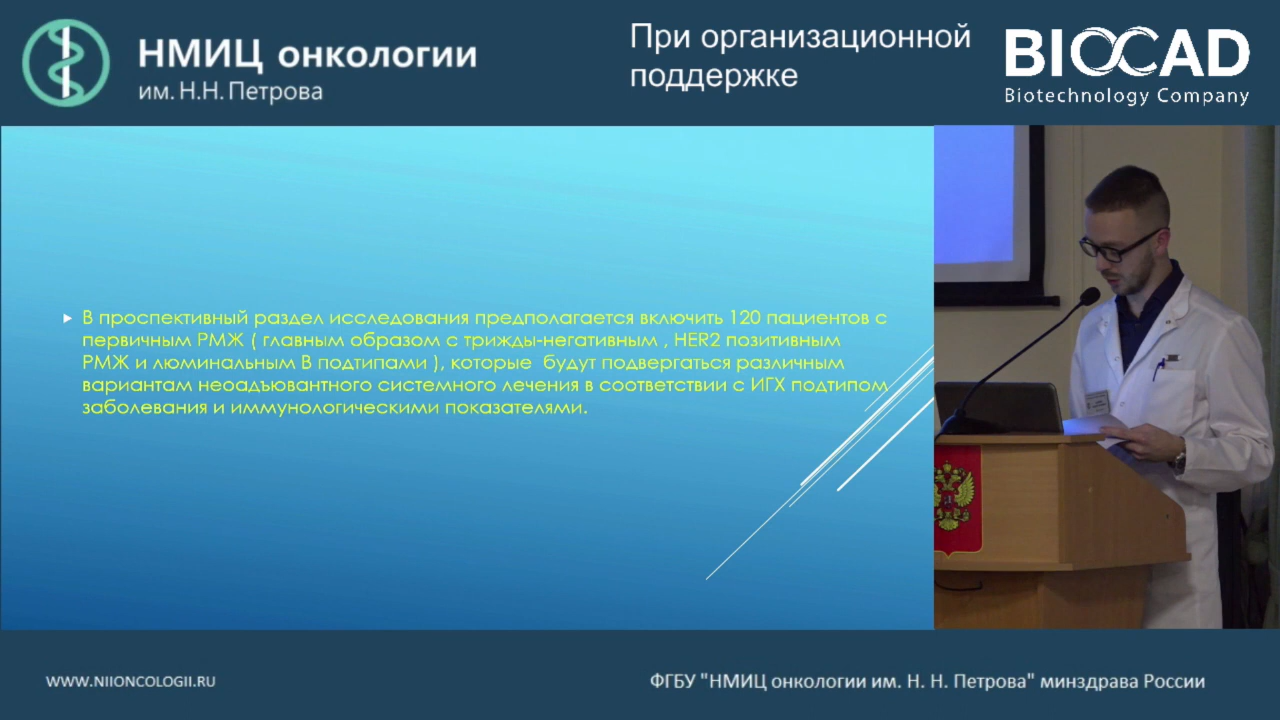 НМИЦ онкологии
им. Н.Н. Петрова
При организационной
поддержке
BIOCAD
Biotechnology Company
В проспективный раздел исследования предполагается включить 120 пациентов с
первичным РМЖ ( главным образом с трижды-негативным , HER2 позитивным
РМЖ и люминальным В подтипами ), которые будут подвергаться различным
вариантам неоадъювантного системного лечения в соответствии с ИГХ подтипом
заболевания и иммунологическими показателями.
WWW.NIIONCOLOGII.RU
ФГБУ "НМИЦ онкологии им. Н. Н. Петрова" минздрава России